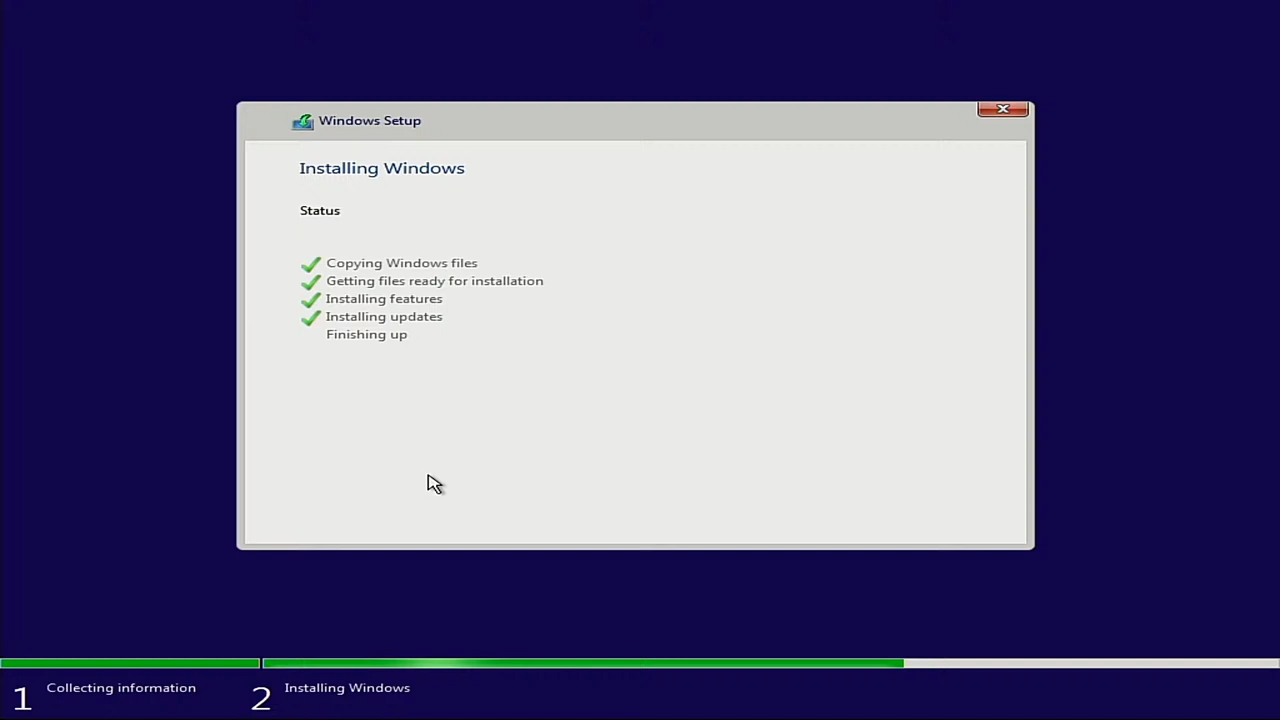 Windows Setup
Installing Windows
Status
Copying Windows files
Getting files ready for installation
Installing features
Installing updates
Finishing up
1 Collecting information
2 Installing Windows